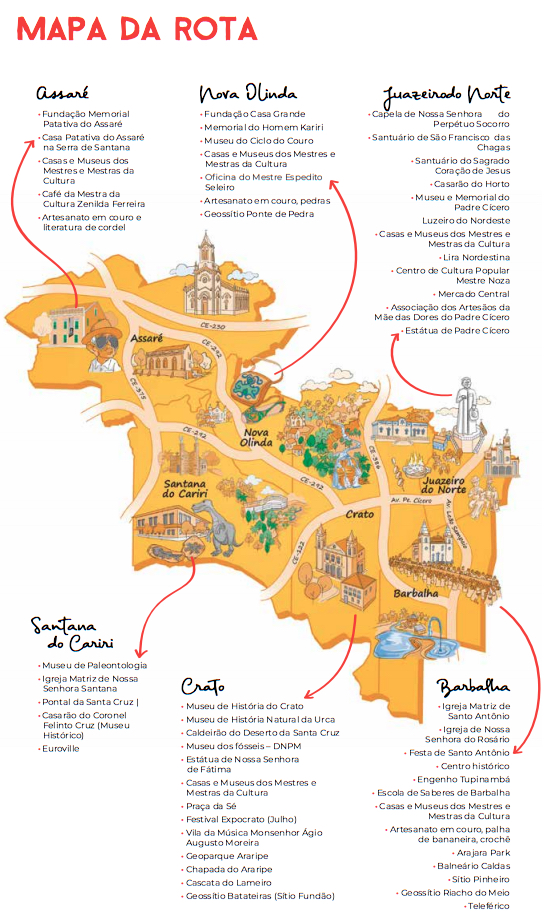 MAPA DA ROTA
Assaré
• Fundação Memorial
Patativa do Assaré
• Casa Patativa do Assaré
na Serra de Santana
• Casas e Museus dos
Mestres e Mestras da
Cultura
• Café da Mestra da
Cultura Zenilda Ferreira
• Artesanato em couro e
literatura de cordel
Nova Olinda
• Fundação Casa Grande
• Memorial do Homem Kariri
• Museu do Ciclo do Couro
• Casas e Museus dos Mestres e
Mestras da Cultura
• Oficina do Mestre Espedito
Seleiro
• Artesanato em couro, pedras
• Geossítio Ponte de Pedra
Juazeirodo Norte
• Capela de Nossa Senhora do
Perpétuo Socorro
• Santuário de São Francisco das
Chagas
• Santuário do Sagrado
Coração de Jesus
• Casarão do Horto
• Museu e Memorial do
Padre Cícero
Luzeiro do Nordeste
• Casas e Museus dos Mestres e
Mestras da Cultura
• Lira Nordestina
• Centro de Cultura Popular
Mestre Noza
• Mercado Central
• Associação dos Artesãos da
Mãe das Dores do Padre Cícero
• Estátua de Padre Cícero
CE-230
Assaré
CE-292
CE-375
Nova
Olinda
CE-292
CE-386
Santana
do Cariri
CE-292
Juazeiro
do Norte
Av. Pe. Cícero
Crato
CE-322
Barbalha
Santana
do Cariri
• Museu de Paleontologia
• Igreja Matriz de Nossa
Senhora Santana
• Pontal da Santa Cruz |
• Casarão do Coronel
Felinto Cruz (Museu
Histórico)
• Euroville
Crato
• Museu de História do Crato
• Museu de História Natural da Urca
• Caldeirão do Deserto da Santa Cruz
• Museu dos fósseis – DNPM
• Estátua de Nossa Senhora
de Fátima
• Casas e Museus dos Mestres e
Mestras da Cultura
• Praça da Sé
• Festival Expocrato (Julho)
• Vila da Música Monsenhor Ágio
Augusto Moreira
• Geoparque Araripe
• Chapada do Araripe
• Cascata do Lameiro
• Geossítio Batateiras (Sítio Fundão)
Barbalha
• Igreja Matriz de
Santo Antônio
• Igreja de Nossa
Senhora do Rosário
• Festa de Santo Antônio
• Centro histórico
• Engenho Tupinambá
• Escola de Saberes de Barbalha
• Casas e Museus dos Mestres e
Mestras da Cultura
• Artesanato em couro, palha
de bananeira, crochê
• Arajara Park
• Balneário Caldas
• Sítio Pinheiro
• Geossítio Riacho do Meio
• Teleférico